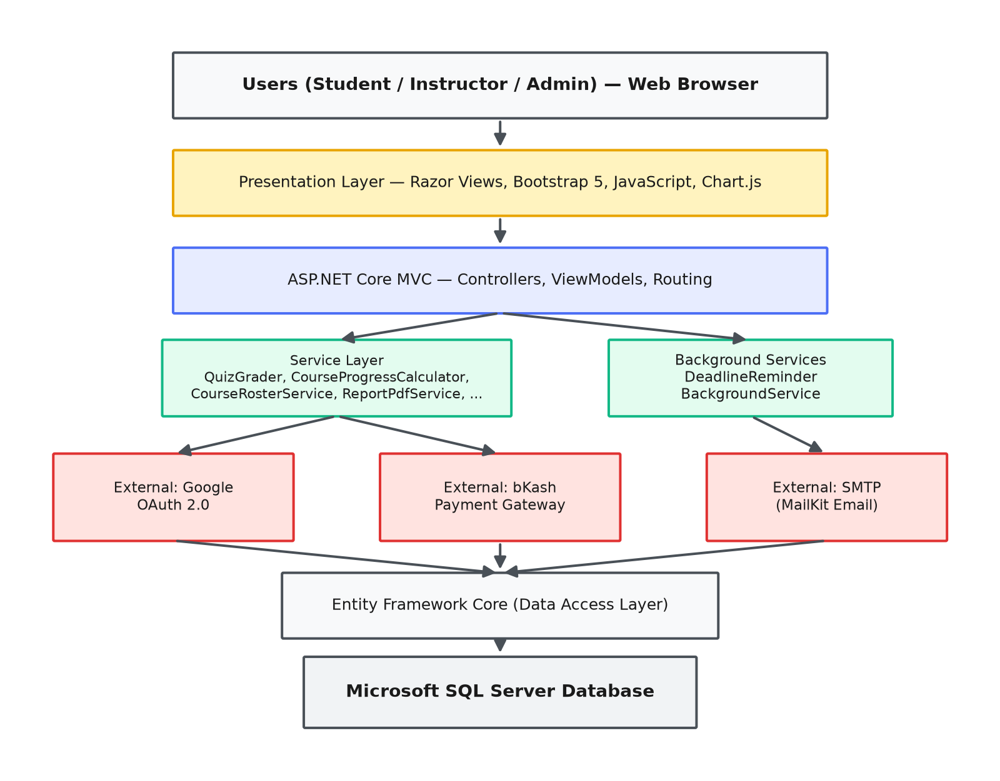 Users (Student / Instructor / Admin) — Web Browser
Presentation Layer — Razor Views, Bootstrap 5, JavaScript, Chart.js
ASP.NET Core MVC — Controllers, ViewModels, Routing
Service Layer
QuizGrader, CourseProgressCalculator,
CourseRosterService, ReportPdfService, ...
Background Services
DeadlineReminder
BackgroundService
External: Google
OAuth 2.0
External: bKash
Payment Gateway
External: SMTP
(MailKit Email)
Entity Framework Core (Data Access Layer)
Microsoft SQL Server Database